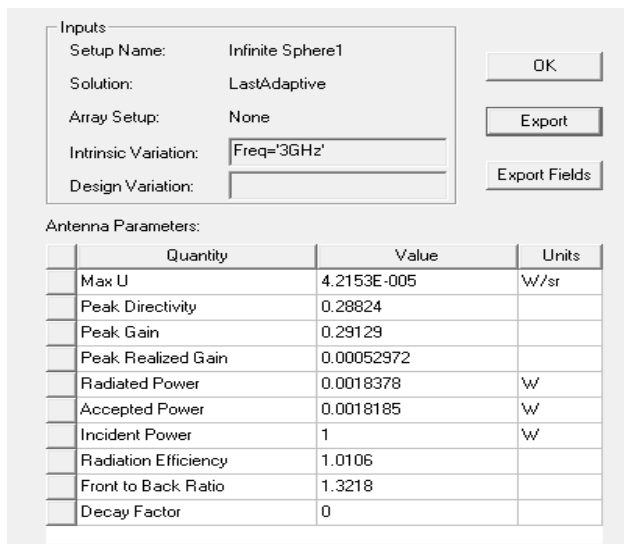 Inputs
Setup Name: Infinite Sphere1
OK
Solution: LastAdaptive
Array Setup: None
Export
Intrinsic Variation: Freq='3GHz'
Export Fields
Design Variation:
Antenna Parameters:
Quantity Value Units
Max U 4.2153E-005 W/sr
Peak Directivity 0.28824
Peak Gain 0.29129
Peak Realized Gain 0.00052972
Radiated Power 0.0018378 W
Accepted Power 0.0018185 W
Incident Power 1 W
Radiation Efficiency 1.0106
Front to Back Ratio 1.3218
Decay Factor 0